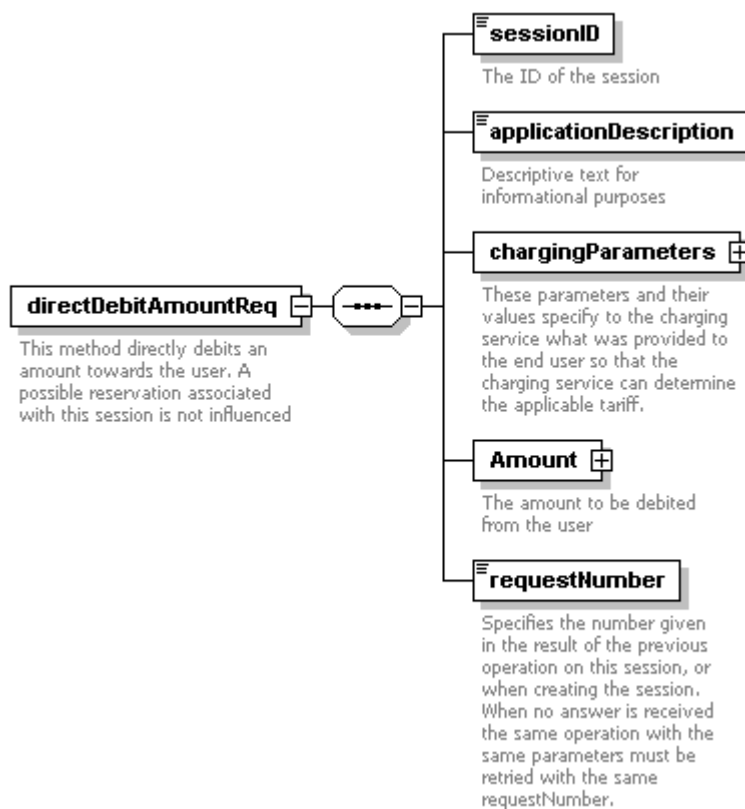 sessionID
The ID of the session
applicationDescription
Descriptive text for
informational purposes
chargingParameters
These parameters and their
values specify to the charging
service what was provided to
the end user so that the
charging service can determine
the applicable tariff.
directDebitAmountReq
This method directly debits an
amount towards the user. A
possible reservation associated
with this session is not influenced
Amount
The amount to be debited
from the user
requestNumber
Specifies the number given
in the result of the previous
operation on this session, or
when creating the session.
When no answer is received
the same operation with the
same parameters must be
retried with the same
requestNumber.